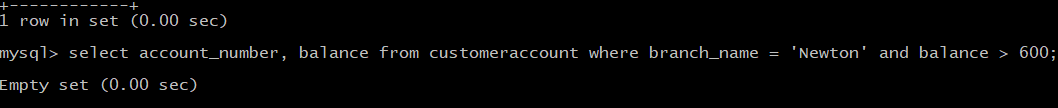 +------------+
1 row in set (0.00 sec)
mysql> select account_number, balance from customeraccount where branch_name = 'Newton' and balance > 600;
Empty set (0.00 sec)